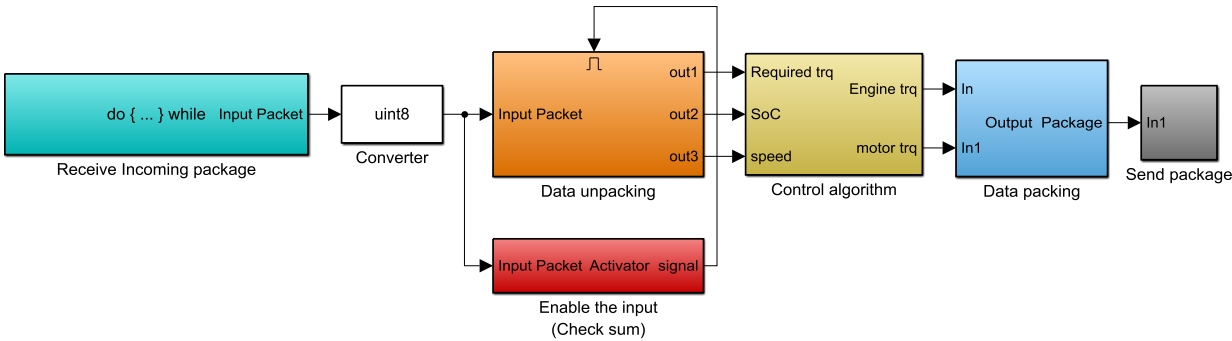 do { ... } while Input Packet
Receive Incoming package
uint8
Converter
Input Packet
out1
out2
out3
Data unpacking
Input Packet Activator signal
Enable the input
(Check sum)
Required trq
SoC
speed
Engine trq
motor trq
Control algorithm
In
In1
Output Package
Data packing
In1
Send package